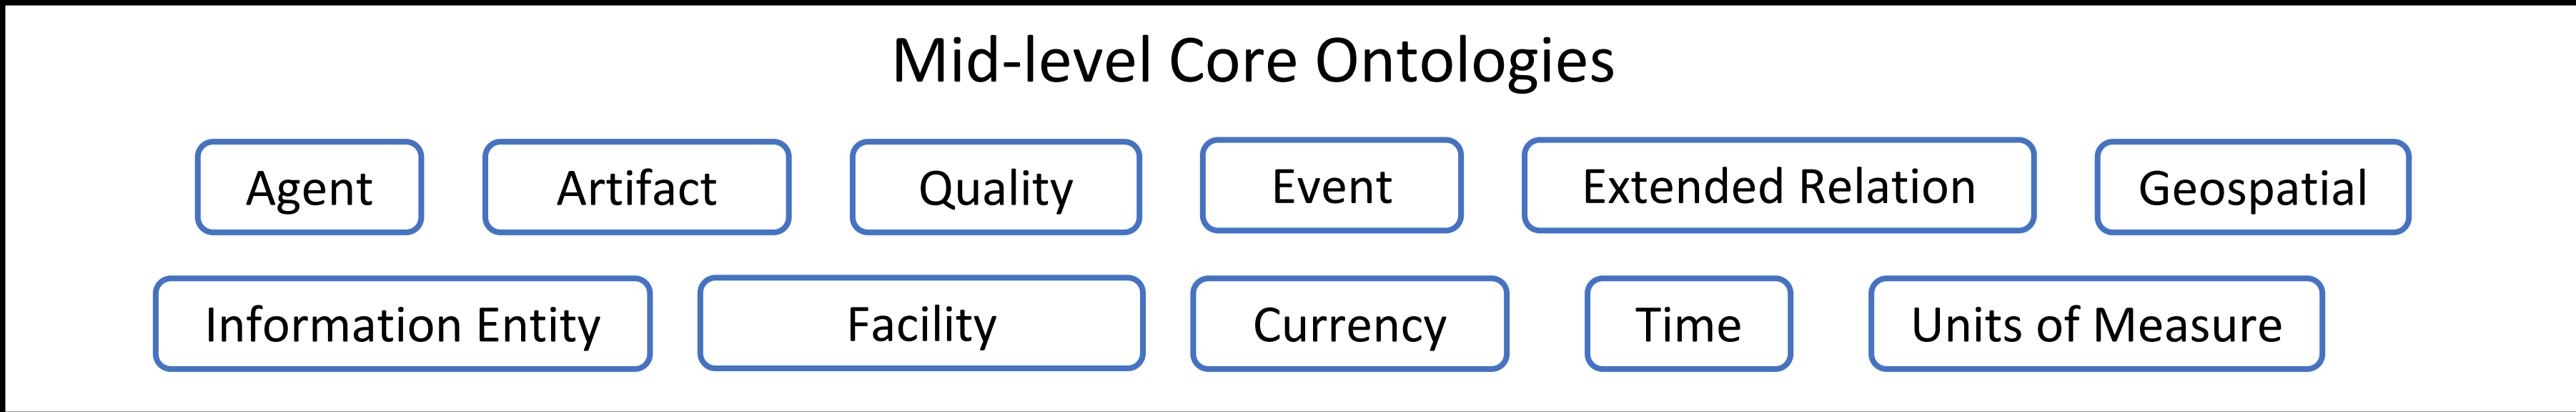 Mid-level Core Ontologies
Agent
Artifact
Quality
Event
Extended Relation
Geospatial
Information Entity
Facility
Currency
Time
Units of Measure